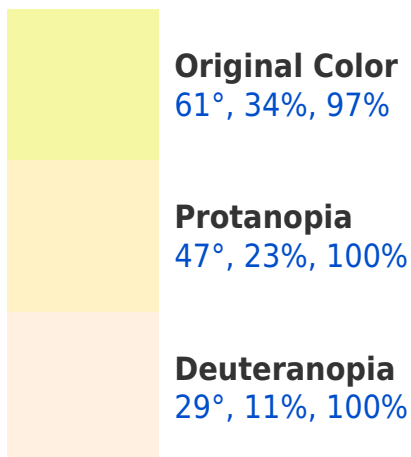 Original Color
61°, 34%, 97%
Protanopia
47°, 23%, 100%
Deuteranopia
29°, 11%, 100%